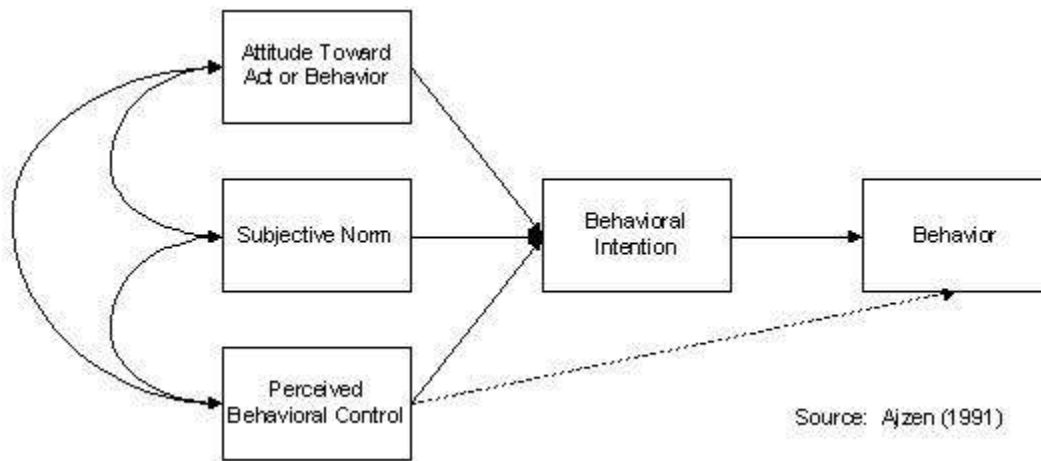 Attitude Toward
Act or Behavior
Subjective Norm
Behavioral
Intention
Behavior
Perceived
Behavioral Control
Source: Ajzen (1991)